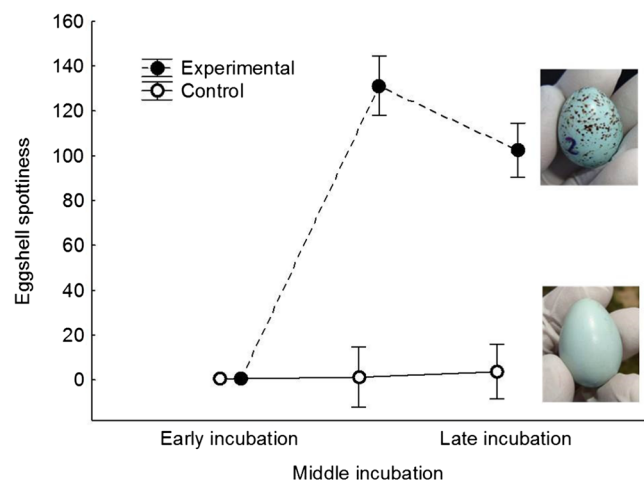 160
140
120
100
80
60
40
20
0
Eggshell spottiness
Experimental
Control
2
Early incubation
Late incubation
Middle incubation